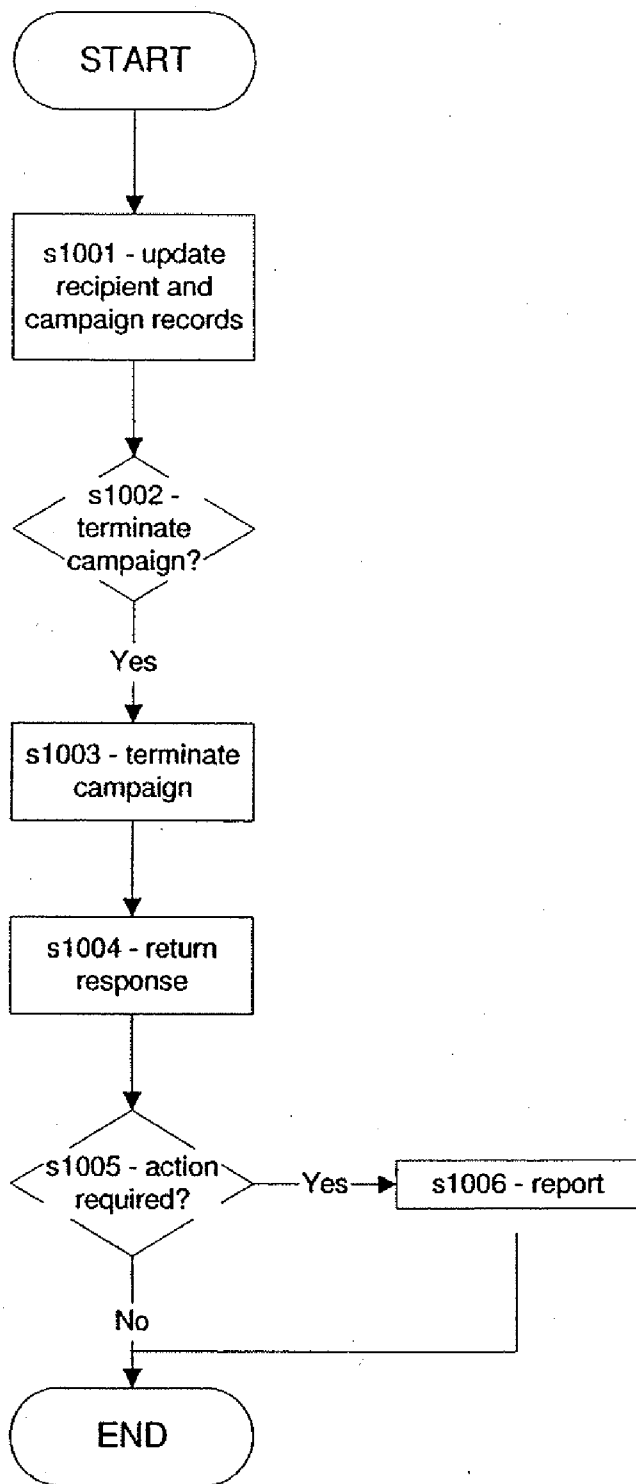 START
s1001 - update
recipient and
campaign records
s1002 -
terminate
campaign?
Yes
s1003 - terminate
campaign
s1004 - return
response
s1005 - action
required?
Yes
s1006 - report
No
END